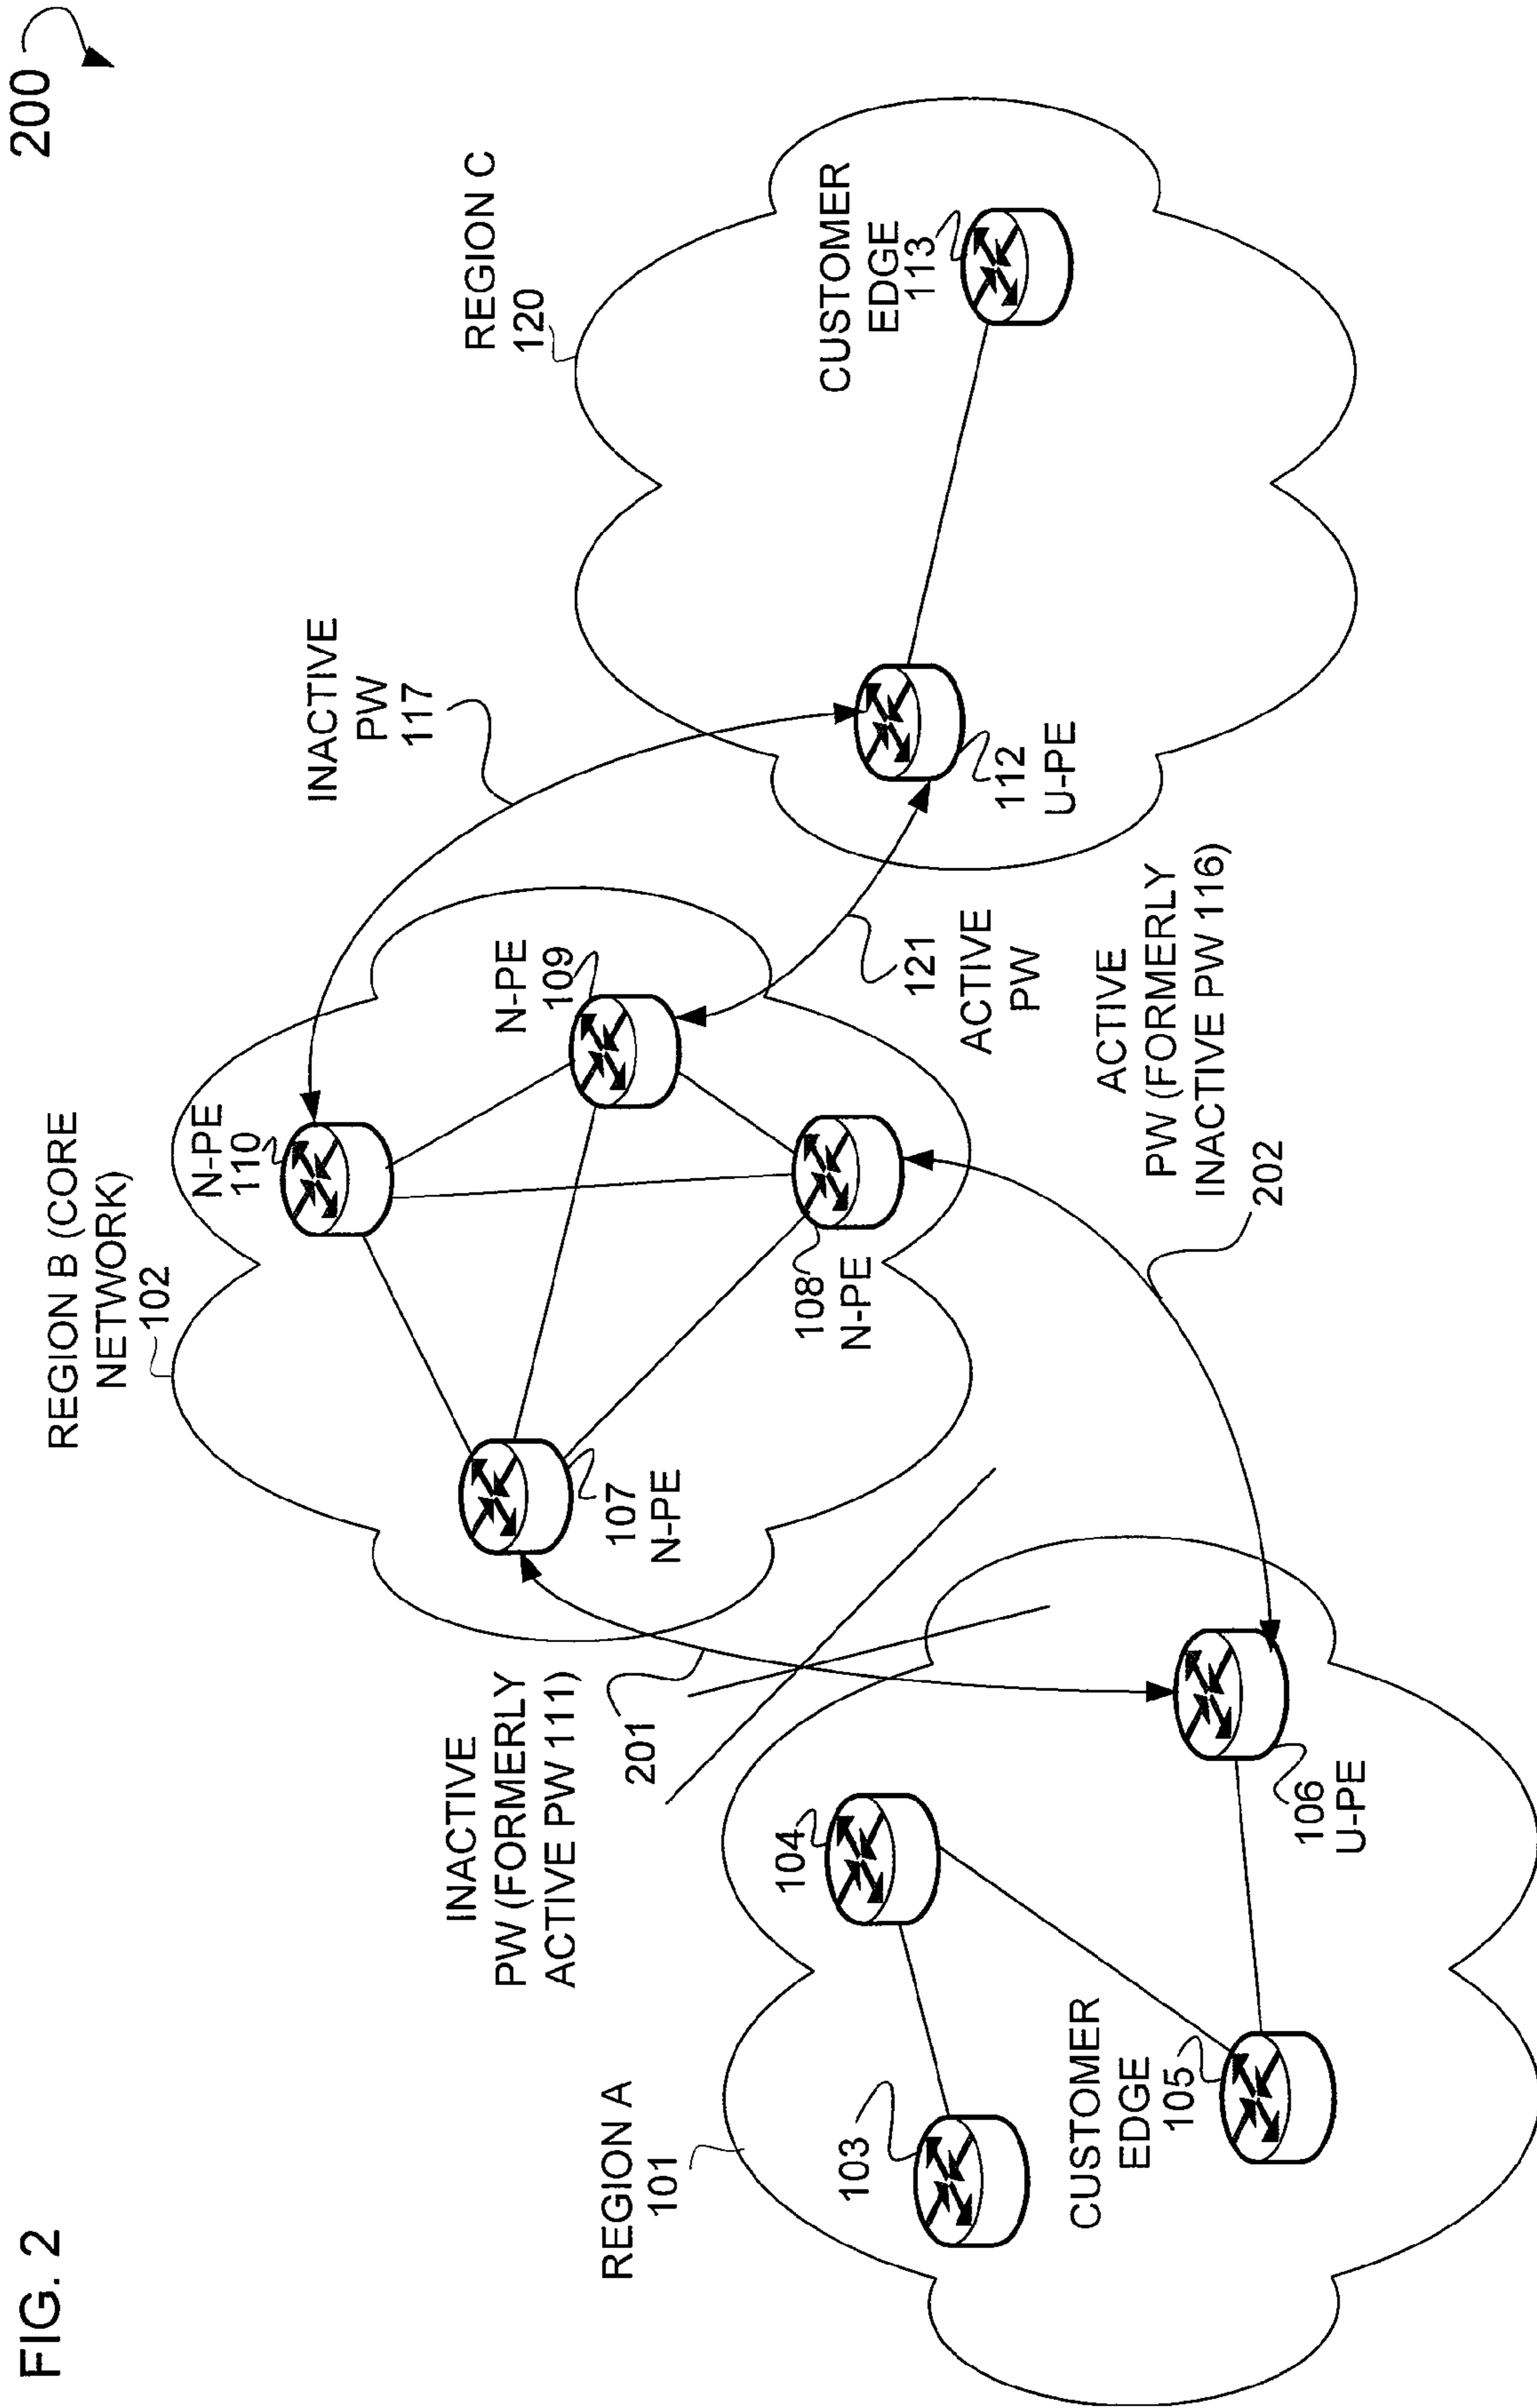 FIG. 2
200
REGION B (CORE
NETWORK)
102
N-PE
110
INACTIVE
PW
117
REGION C
120
N-PE
109
CUSTOMER
EDGE
113
107
N-PE
108
N-PE
121
ACTIVE
PW
112
U-PE
INACTIVE
PW (FORMERLY
ACTIVE PW 111)
201
ACTIVE
PW (FORMERLY
INACTIVE PW 116)
202
REGION A
101
104
103
CUSTOMER
EDGE
105
106
U-PE